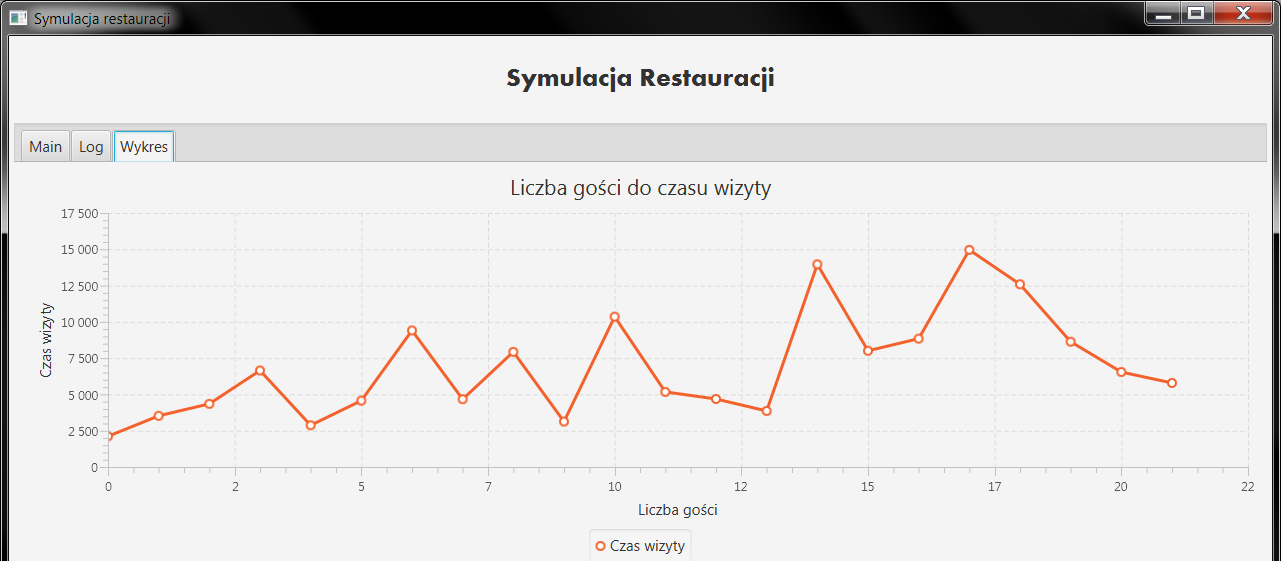 Symulacja restauracji
Symulacja Restauracji
Main Log Wykres
Liczba gości do czasu wizyty
17 500
15 000
12 500
10 000
7 500
5 000
2 500
0
Czas wizyty
0 2 5 7 10 12 15 17 20 22
Liczba gości
Czas wizyty